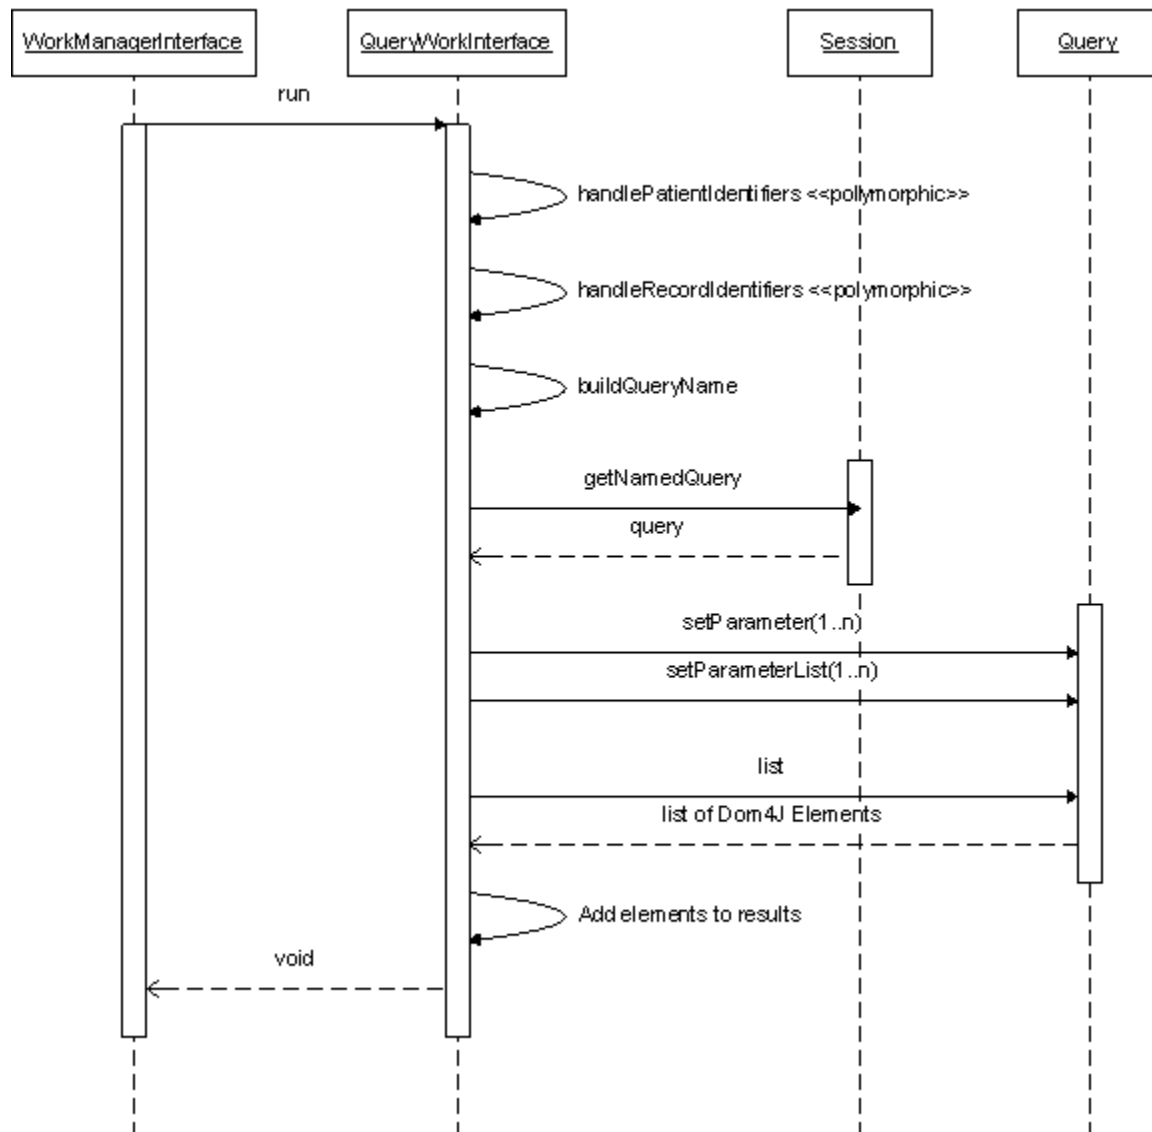 WorkManagerInterface
QueryWorkInterface
Session
Query
run
handlePatientIdentifiers <<polymorphic>>
handleRecordIdentifiers <<polymorphic>>
buildQueryName
getNamedQuery
query
setParameter(1..n)
setParameterList(1..n)
list
list of Dom4J Elements
Add elements to results
void